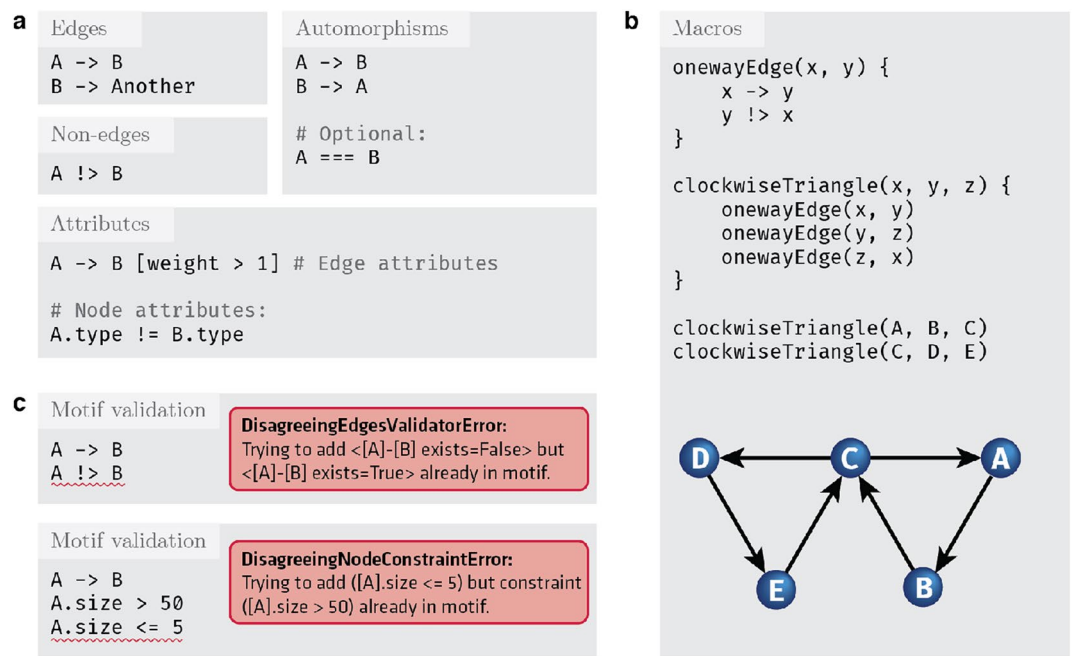 a
Edges
A -> B
B -> Another
Non-edges
A !> B
Automorphisms
A -> B
B -> A
# Optional:
A === B
Attributes
A -> B [weight > 1] # Edge attributes
# Node attributes:
A.type != B.type
b
Macros
onewayEdge(x, y) {
x -> y
y !> x
}
clockwiseTriangle(x, y, z) {
onewayEdge(x, y)
onewayEdge(y, z)
onewayEdge(z, x)
}
clockwiseTriangle(A, B, C)
clockwiseTriangle(C, D, E)
D
C
A
E
B
c
Motif validation
A -> B
A !> B
DisagreeingEdgesValidatorError:
Trying to add <[A]-[B] exists=False> but
<[A]-[B] exists=True> already in motif.
Motif validation
A -> B
A.size > 50
A.size <= 5
DisagreeingNodeConstraintError:
Trying to add ([A].size <= 5) but constraint
([A].size > 50) already in motif.